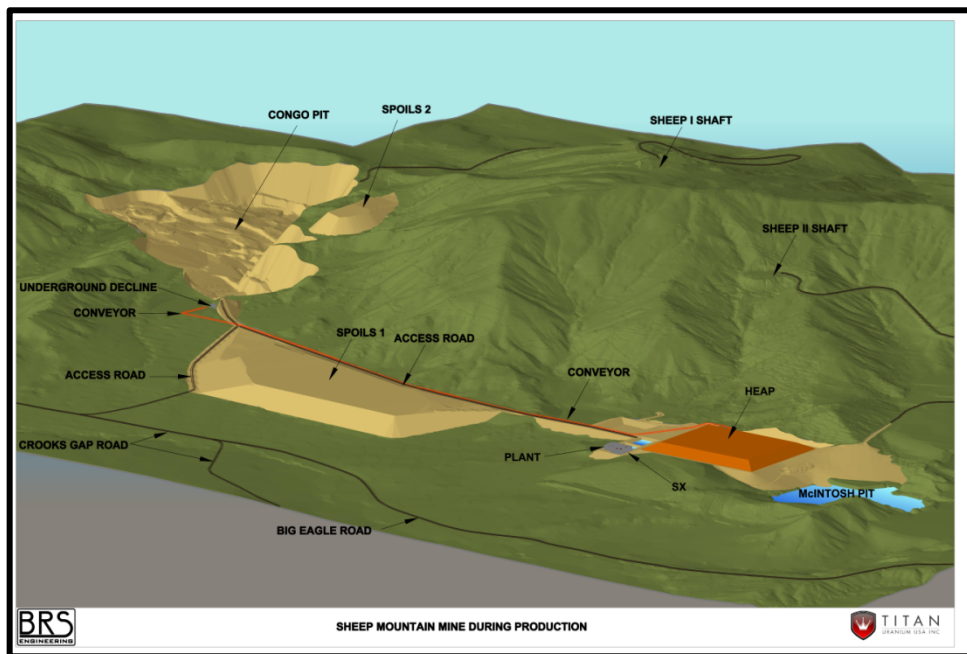 CONGO PIT
SPOILS 2
SHEEP I SHAFT
SHEEP II SHAFT
UNDERGROUND DECLINE
CONVEYOR
SPOILS 1
ACCESS ROAD
ACCESS ROAD
CONVEYOR
HEAP
CROOKS GAP ROAD
PLANT
SX
McINTOSH PIT
BIG EAGLE ROAD
BRS
ENGINEERING
SHEEP MOUNTAIN MINE DURING PRODUCTION
TITAN
URANIUM USA INC